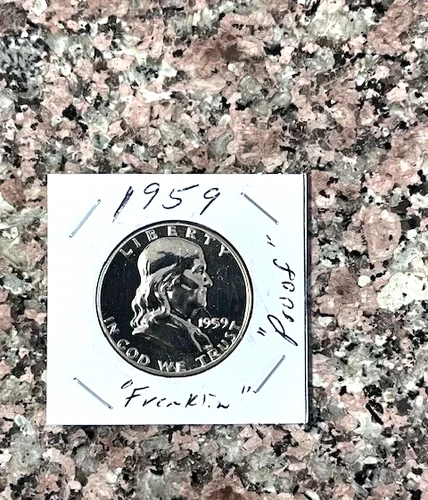 1959
LIBERTY
1959
IN GOD WE TRUST
"Proof"
"Franklin"